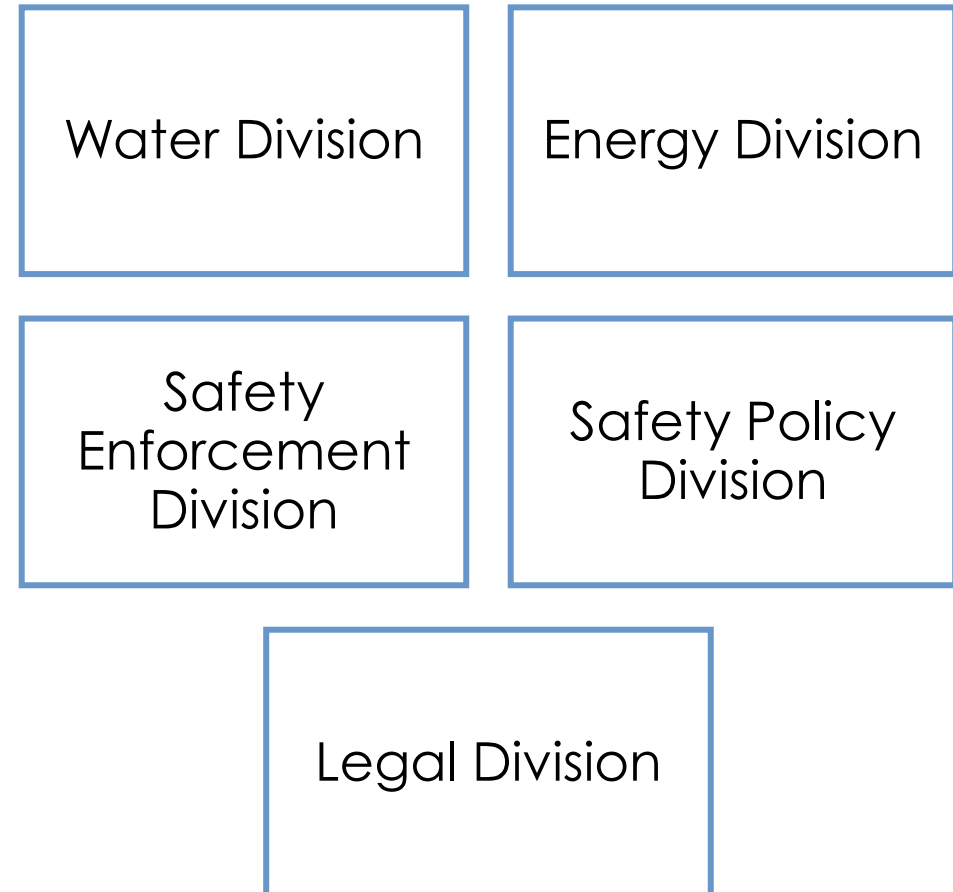 Water Division
Energy Division
Safety
Enforcement
Division
Safety Policy
Division
Legal Division